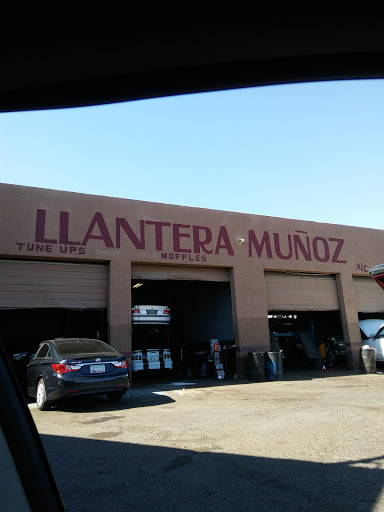 LLANTERA MUÑOZ
TUNE UPS
MOFFLES
A/C